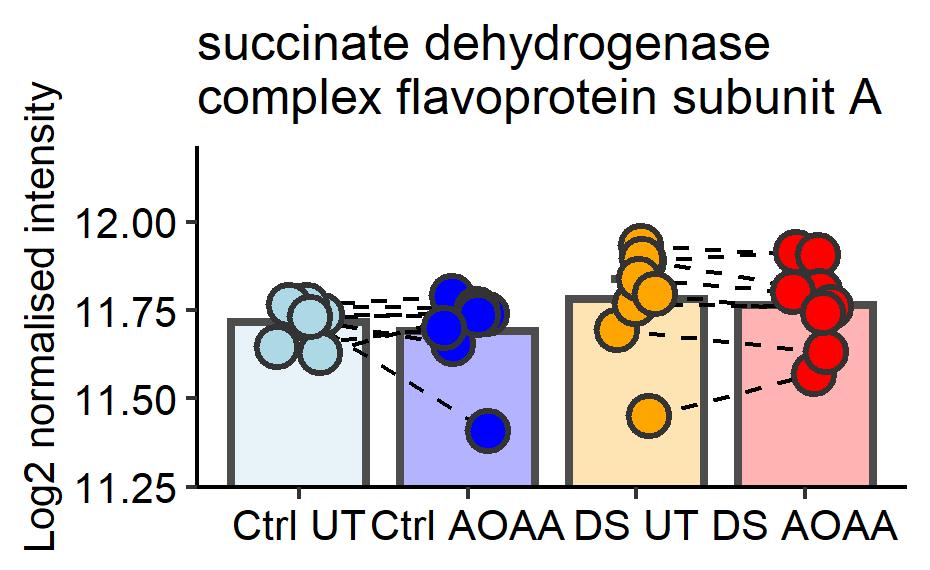 succinate dehydrogenase
complex flavoprotein subunit A
Log2 normalised intensity
12.00
11.75
11.50
11.25
Ctrl UT Ctrl AOAA DS UT DS AOAA